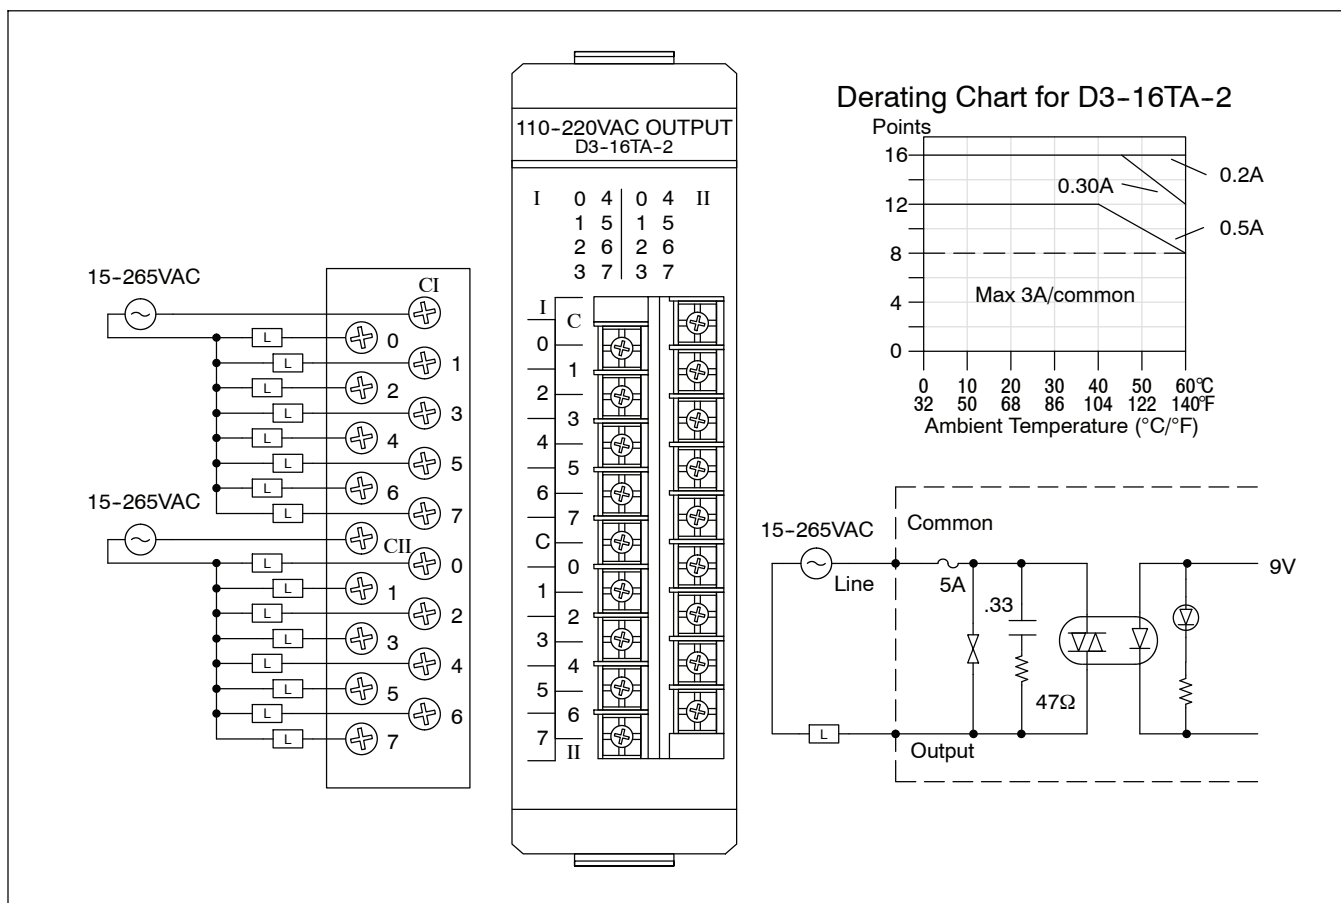 15-265VAC
CI
L
0
L
1
L
2
L
3
L
4
L
5
L
6
L
7
15-265VAC
CII
L
0
L
1
L
2
L
3
L
4
L
5
L
6
L
7
110-220VAC OUTPUT
D3-16TA-2
I 0 4 0 4 II
1 5 1 5
2 6 2 6
3 7 3 7
I
C
0
1
2
3
4
5
6
7
C
0
1
2
3
4
5
6
7
II
Derating Chart for D3-16TA-2
Points
16
12
8
4
0
0.2A
0.30A
0.5A
Max 3A/common
0 10 20 30 40 50 60°C
32 50 68 86 104 122 140°F
Ambient Temperature (°C/°F)
15-265VAC
Common
Line
5A
.33
47Ω
9V
L
Output